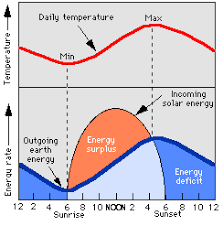 Daily temperature
Max
Min
Temperature
Incoming
solar energy
Outgoing
earth
energy
Energy
surplus
Energy
deficit
Energy rate
12 2 4 6 8 10 NOON 2 4 6 8 10 12
Sunrise
Sunset